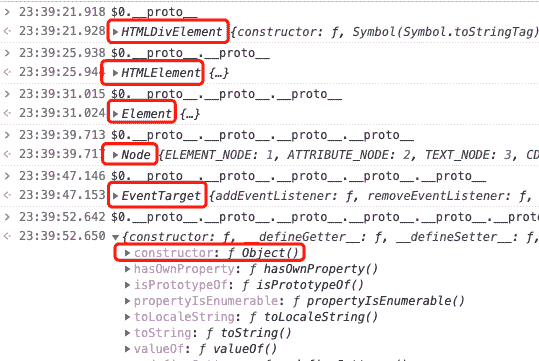 23:39:21.918 $0.__proto__
23:39:21.928 HTMLDivElement {constructor: ƒ, Symbol(Symbol.toStringTag)
23:39:25.938 $0.__proto__.__proto__
23:39:25.94 HTMLElement {…}
23:39:31.015 $0.__proto__.__proto__.__proto__
23:39:31.024 Element {…}
23:39:39.713 $0.__proto__.__proto__.__proto__.__proto__
23:39:39.71 Node {ELEMENT_NODE: 1, ATTRIBUTE_NODE: 2, TEXT_NODE: 3, CD
23:39:47.146 $0.__proto__.__proto__.__proto__.__proto__.__proto__
23:39:47.153 EventTarget {addEventListener: ƒ, removeEventListener: ƒ,
23:39:52.642 $0.__proto__.__proto__.__proto__.__proto__.__proto__.__proto__
23:39:52.650 {constructor: ƒ, __defineGetter__: ƒ, __defineSetter__: ƒ,
constructor: ƒ Object()
hasOwnProperty: ƒ hasOwnProperty()
isPrototypeOf: ƒ isPrototypeOf()
propertyIsEnumerable: ƒ propertyIsEnumerable()
toLocaleString: ƒ toLocaleString()
toString: ƒ toString()
valueOf: ƒ valueOf()